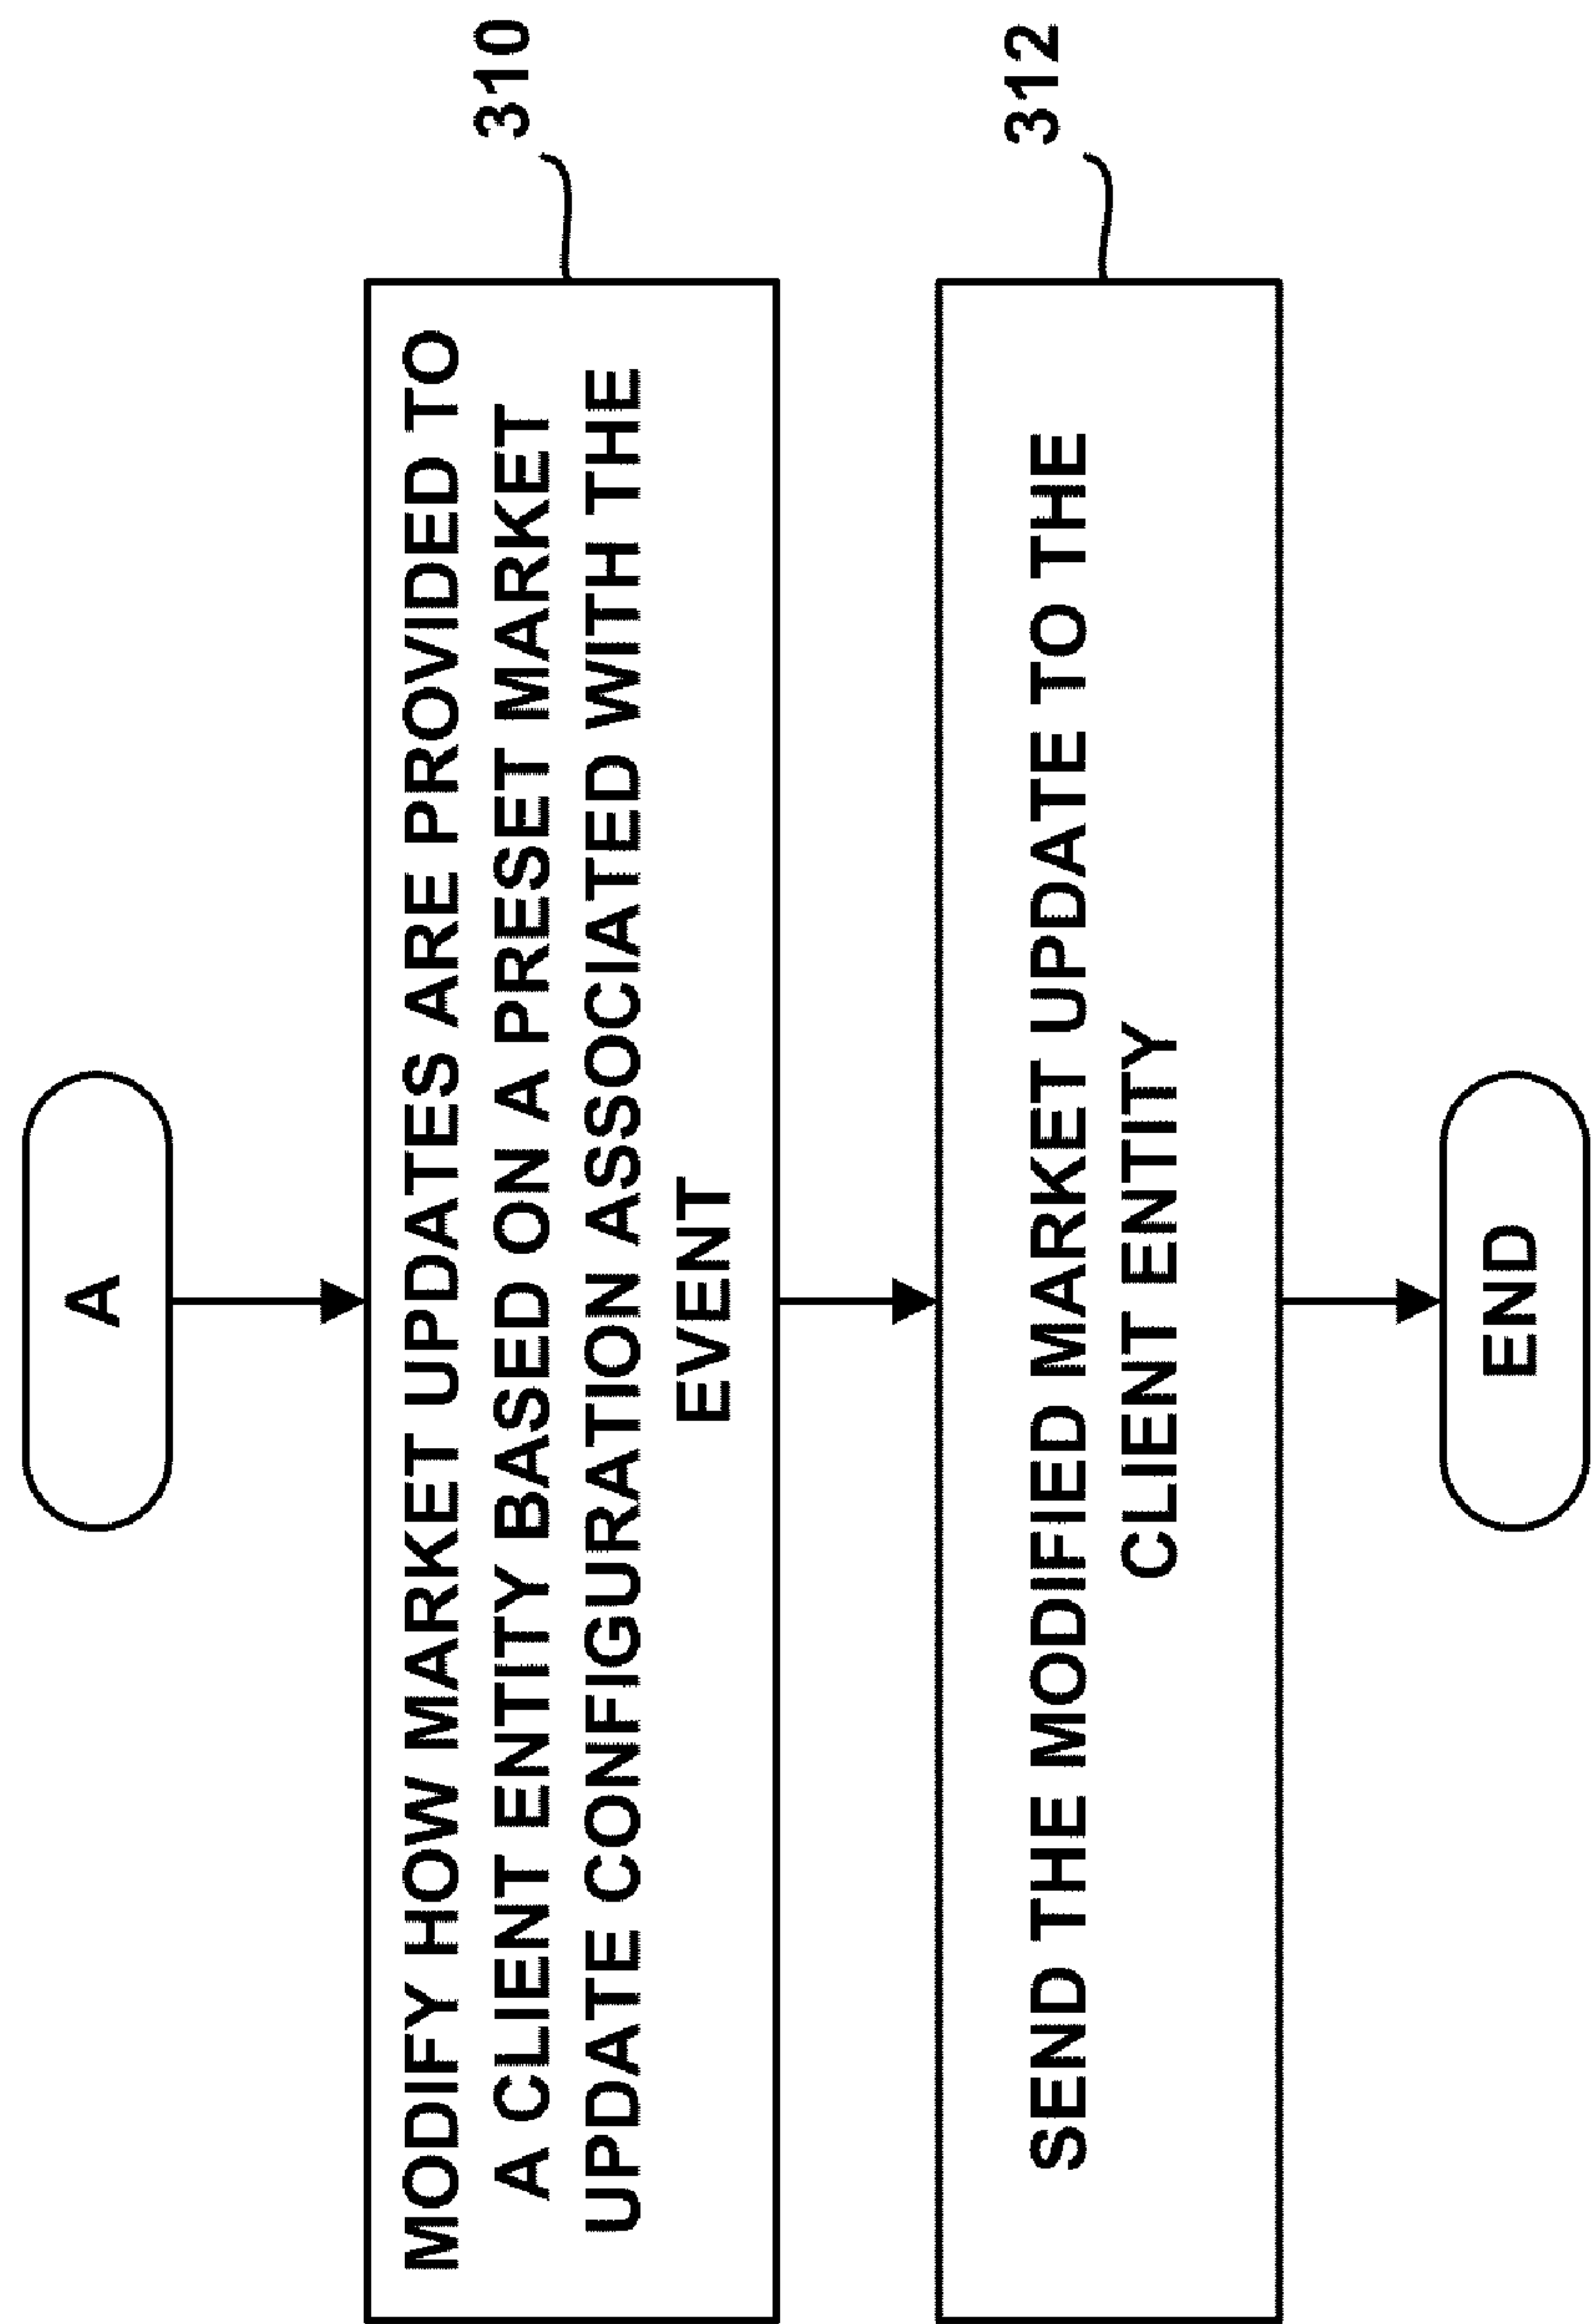 A
310
MODIFY HOW MARKET UPDATES ARE PROVIDED TO
A CLIENT ENTITY BASED ON A PRESET MARKET
UPDATE CONFIGURATION ASSOCIATED WITH THE
EVENT
312
SEND THE MODIFIED MARKET UPDATE TO THE
CLIENT ENTITY
END